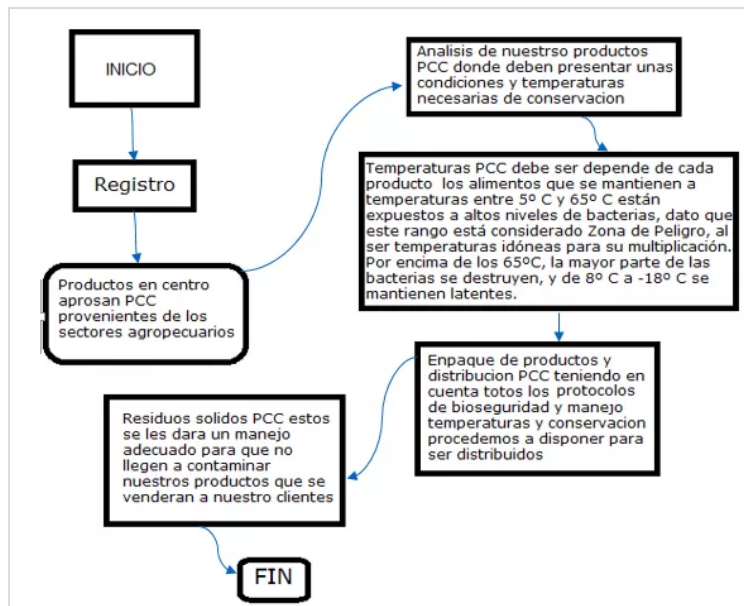 INICIO
Registro
Productos en centro
aprosan PCC
provenientes de los
sectores agropecuarios
Analisis de nuestrso productos
PCC donde deben presentar unas
condiciones y temperaturas
necesarias de conservacion
Temperaturas PCC debe ser depende de cada
producto los alimentos que se mantienen a
temperaturas entre 5º C y 65º C están
expuestos a altos niveles de bacterias, dato que
este rango está considerado Zona de Peligro, al
ser temperaturas idóneas para su multiplicación.
Por encima de los 65ºC, la mayor parte de las
bacterias se destruyen, y de 8º C a -18º C se
mantienen latentes.
Enpaque de productos y
distribucion PCC teniendo en
cuenta totos los protocolos
de bioseguridad y manejo
temperaturas y conservacion
procedemos a disponer para
ser distribuidos
Residuos solidos PCC estos
se les dara un manejo
adecuado para que no
llegen a contaminar
nuestros productos que se
venderan a nuestro clientes
FIN